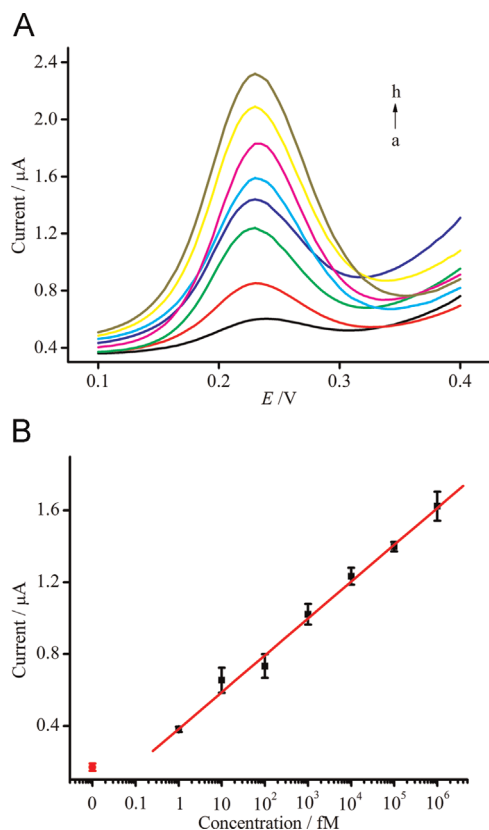 A
2.4
2.0
1.6
1.2
0.8
0.4
Current / μA
h
a
0.1 0.2 0.3 0.4
E /V
B
1.6
1.2
0.8
0.4
Current / μA
0 0.1 1 10 10² 10³ 10⁴ 10⁵ 10⁶
Concentration / fM